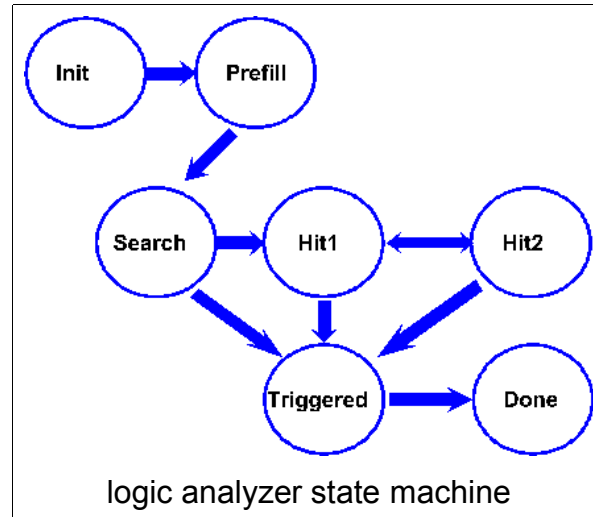 Init
Prefill
Search
Hit1
Hit2
Triggered
Done
logic analyzer state machine